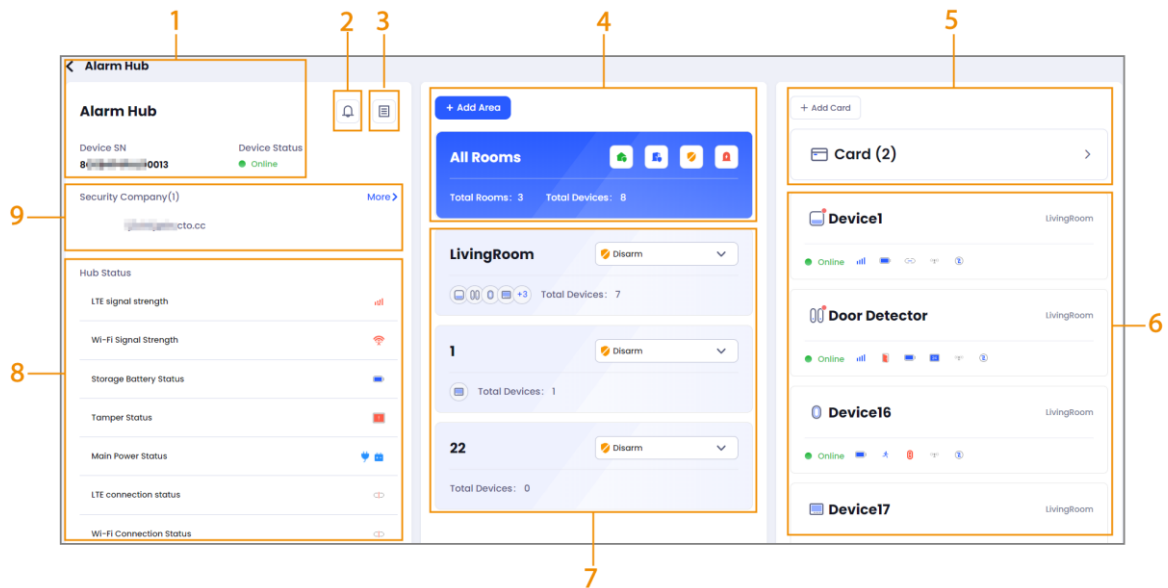 1 2 3 4 5
Alarm Hub
Alarm Hub
Device SN Device Status
0013 Online
Security Company(1) More
cto.cc
9
Hub Status
LTE signal strength
Wi-Fi Signal Strength
8
Storage Battery Status
Tamper Status
Main Power Status
LTE connection status
Wi-Fi Connection Status
+ Add Area
All Rooms
Total Rooms: 3 Total Devices: 8
LivingRoom Disarm
+3 Total Devices: 7
1 Disarm
Total Devices: 1
22 Disarm
Total Devices: 0
7
+ Add Card
Card (2)
Device1 LivingRoom
Online
Door Detector LivingRoom
6
Online
Device16 LivingRoom
Online
Device17 LivingRoom